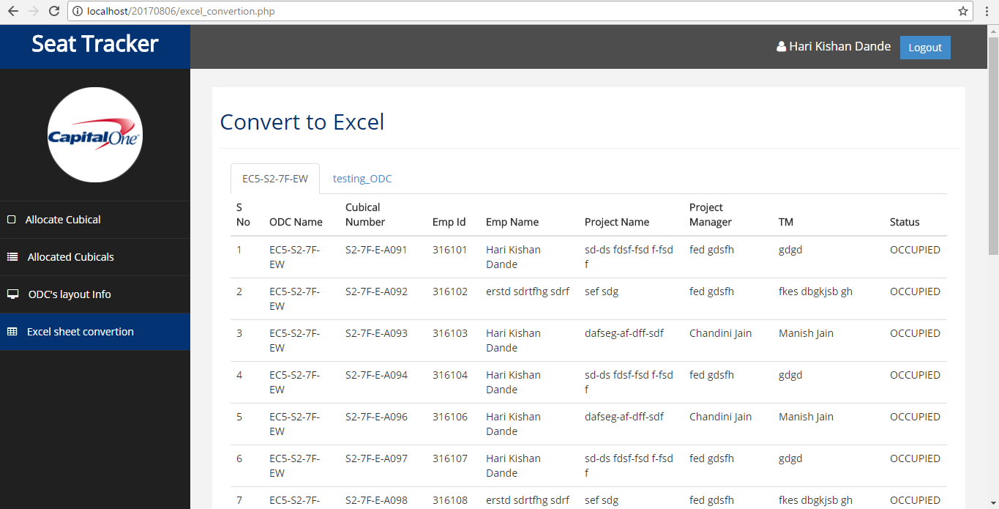 localhost/20170806/excel_convertion.php
Seat Tracker
Hari Kishan Dande
Logout
CapitalOne
Allocate Cubical
Allocated Cubicals
ODC's layout Info
Excel sheet convertion
Convert to Excel
EC5-S2-7F-EW testing_ODC
S Cubical Project
No ODC Name Number Emp Id Emp Name Project Name Manager TM Status
1 EC5-S2-7F- S2-7F-E-A091 316101 Hari Kishan sd-ds fdsf-fsd f-fsd fed gdsfh gdgd OCCUPIED
EW Dande f
2 EC5-S2-7F- S2-7F-E-A092 316102 erstd sdrtfhg sdrf sef sdg fed gdsfh fkes dbgkjsb gh OCCUPIED
EW
3 EC5-S2-7F- S2-7F-E-A093 316103 Hari Kishan dafseg-af-dff-sdf Chandini Jain Manish Jain OCCUPIED
EW Dande
4 EC5-S2-7F- S2-7F-E-A094 316104 Hari Kishan sd-ds fdsf-fsd f-fsd fed gdsfh gdgd OCCUPIED
EW Dande f
5 EC5-S2-7F- S2-7F-E-A096 316106 Hari Kishan dafseg-af-dff-sdf Chandini Jain Manish Jain OCCUPIED
EW Dande
6 EC5-S2-7F- S2-7F-E-A097 316107 Hari Kishan sd-ds fdsf-fsd f-fsd fed gdsfh gdgd OCCUPIED
EW Dande f
7 EC5-S2-7F- S2-7F-E-A098 316108 erstd sdrtfhg sdrf sef sdg fed gdsfh fkes dbgkjsb gh OCCUPIED